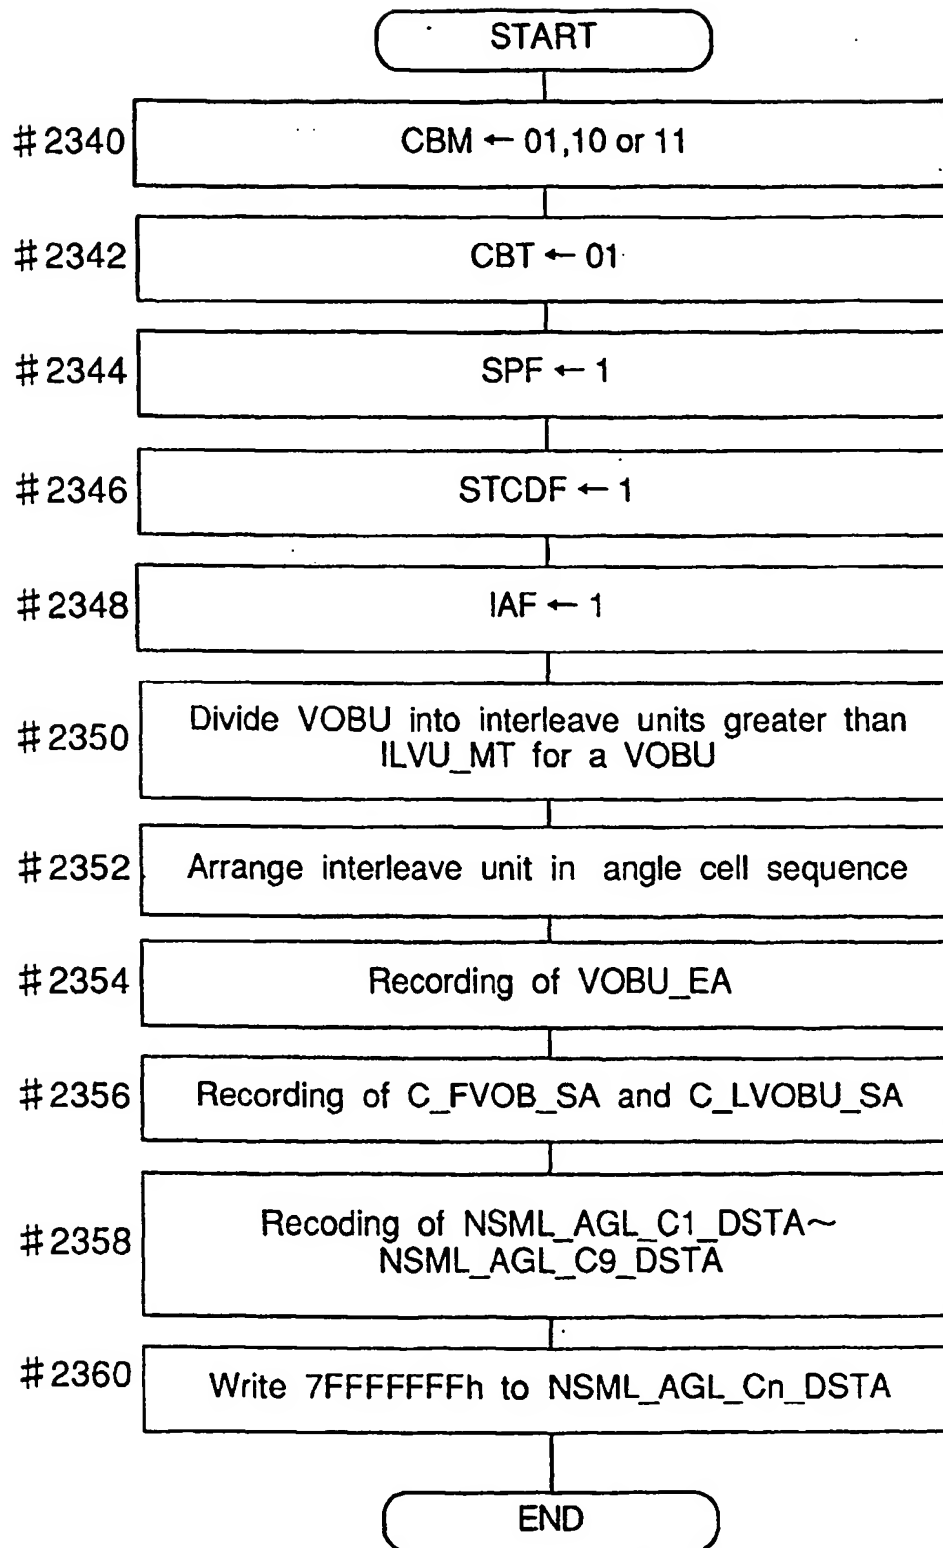 START
#2340
CBM ← 01,10 or 11
#2342
CBT ← 01
#2344
SPF ← 1
#2346
STCDF ← 1
#2348
IAF ← 1
#2350
Divide VOBU into interleave units greater than
ILVU_MT for a VOBU
#2352
Arrange interleave unit in angle cell sequence
#2354
Recording of VOBU_EA
#2356
Recording of C_FVOB_SA and C_LVOBU_SA
#2358
Recoding of NSML_AGL_C1_DSTA~
NSML_AGL_C9_DSTA
#2360
Write 7FFFFFFFh to NSML_AGL_Cn_DSTA
END